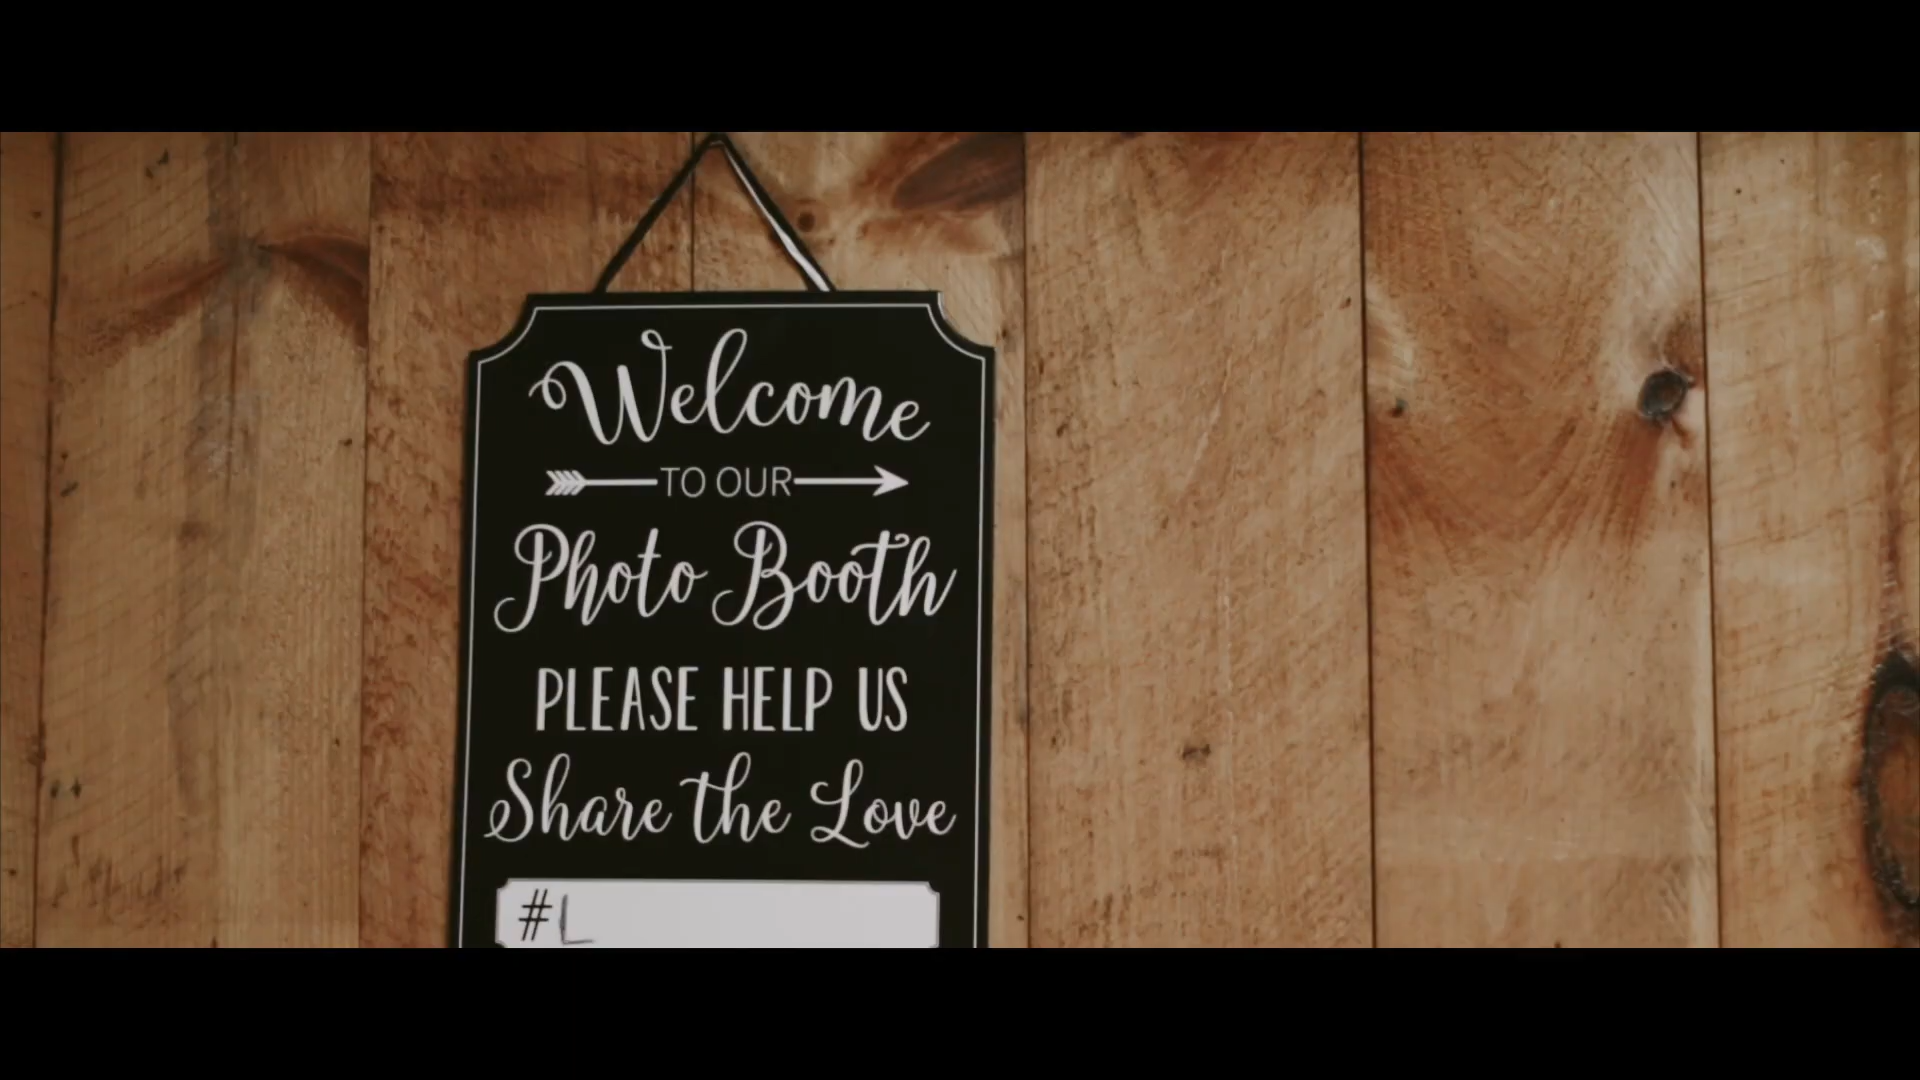 Welcome
TO OUR
Photo Booth
PLEASE HELP US
Share the Love
#L